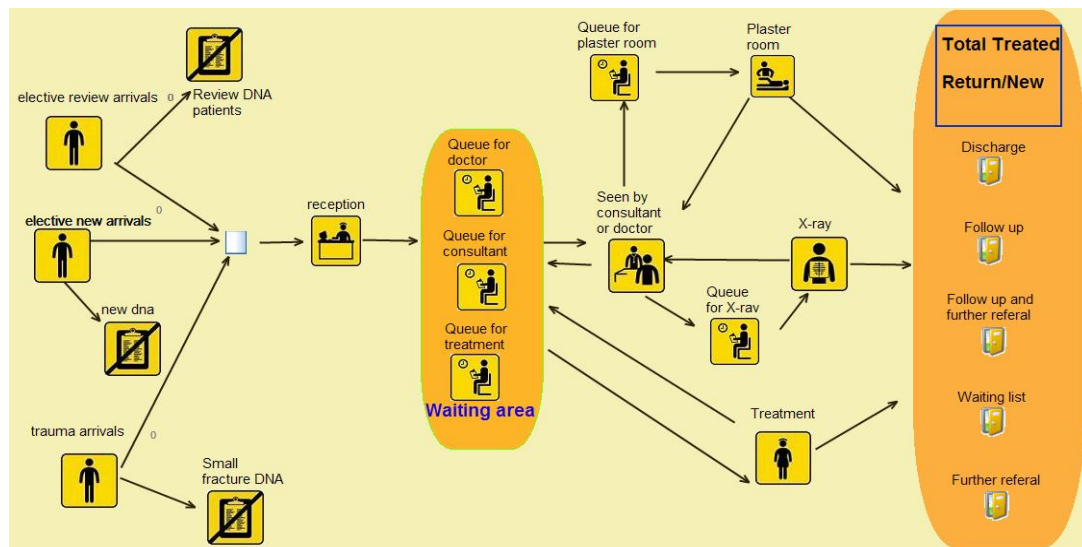 elective review arrivals 0
Review DNA
patients
elective new arrivals
0
new dna
trauma arrivals
0
Small
fracture DNA
reception
Queue for
doctor
Queue for
consultant
Queue for
treatment
Waiting area
Queue for
plaster room
Plaster
room
Seen by
consultant
or doctor
X-ray
Queue
for X-ray
Treatment
Total Treated
Return/New
Discharge
Follow up
Follow up and
further referal
Waiting list
Further referal